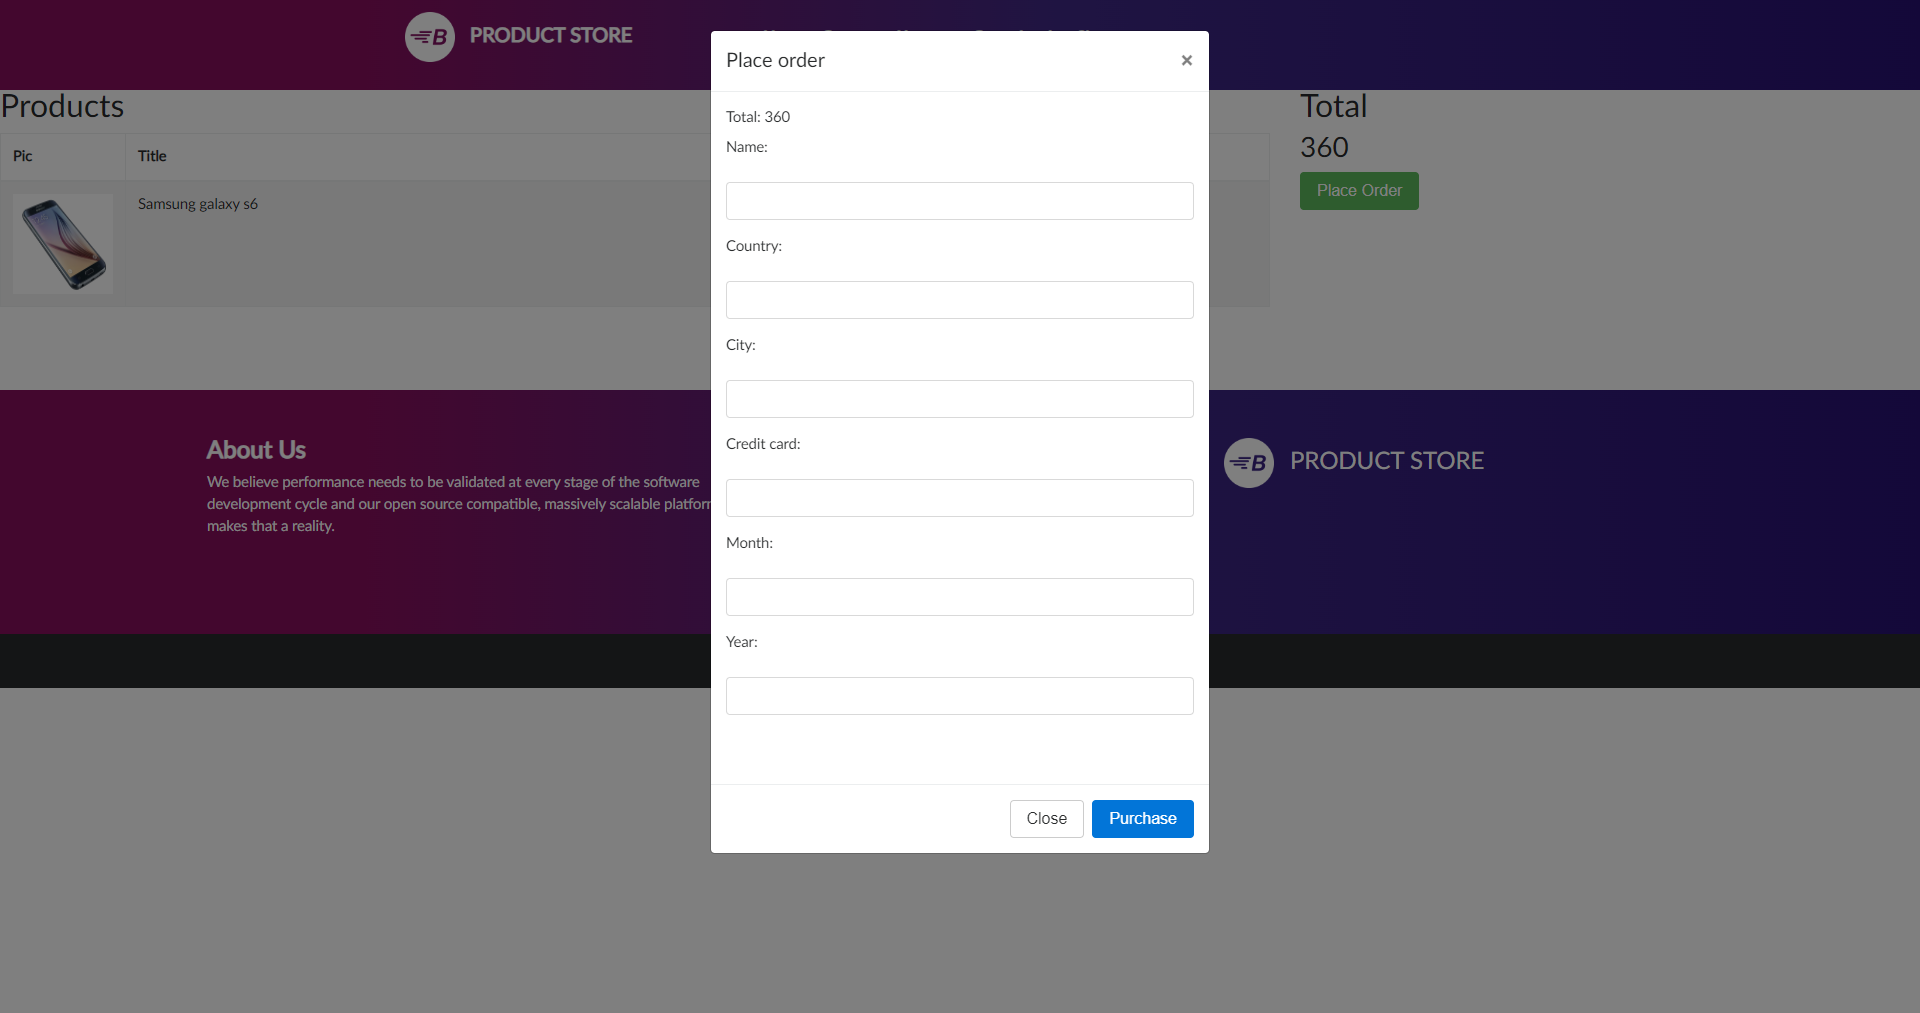 B PRODUCT STORE
Place order
×
Products
Pic
Title
Samsung galaxy s6
Total
360
Place Order
Total: 360
Name:
Country:
City:
Credit card:
Month:
Year:
Close
Purchase
About Us
We believe performance needs to be validated at every stage of the software
development cycle and our open source compatible, massively scalable platfor
makes that a reality.
B PRODUCT STORE